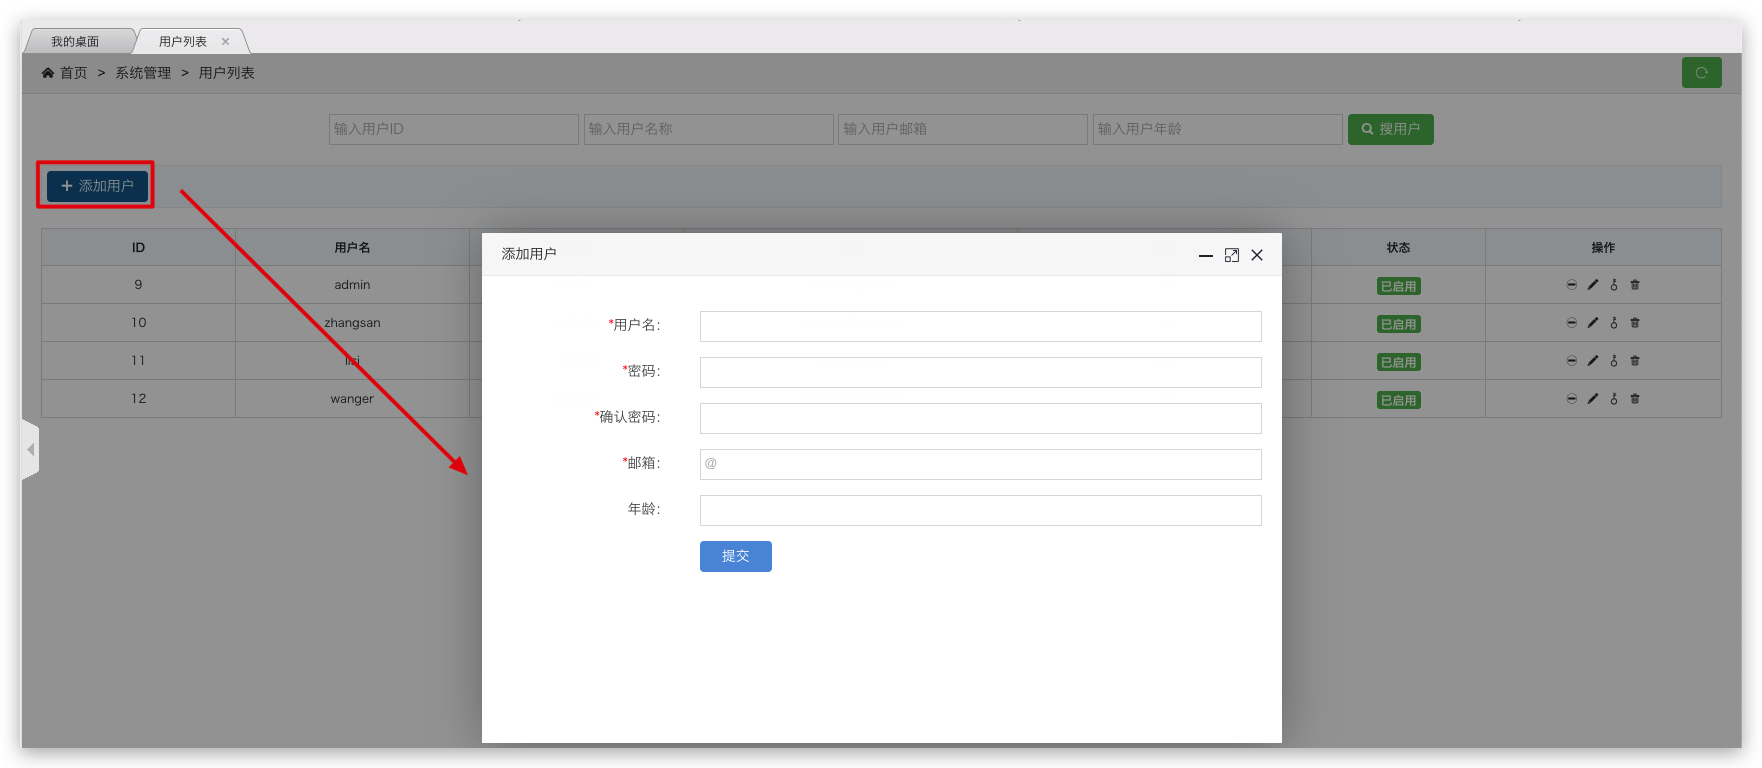 我的桌面 用户列表
首页 > 系统管理 > 用户列表
输入用户ID 输入用户名称 输入用户邮箱 输入用户年龄 搜用户
添加用户
ID 用户名 状态 操作
9 admin 已启用
10 zhangsan 已启用
11 lisi 已启用
12 wanger 已启用
添加用户
*用户名：
*密码：
*确认密码：
*邮箱： @
年龄：
提交